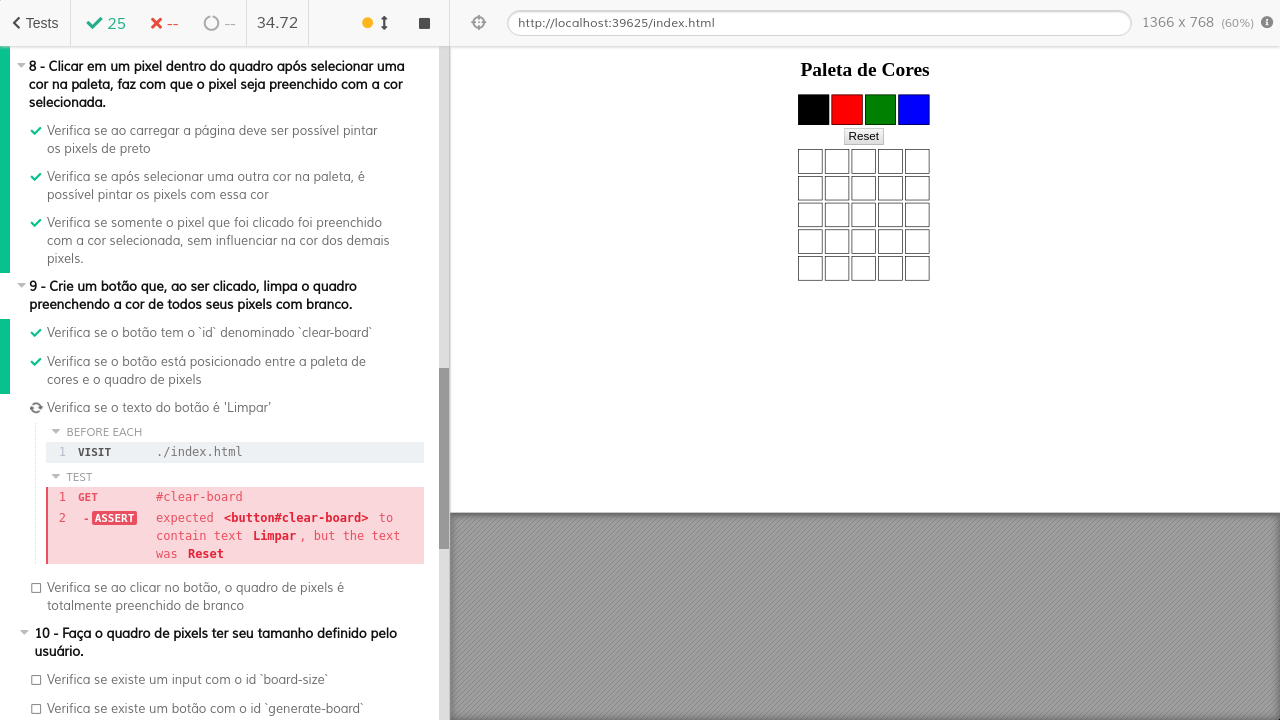 Tests
25
--
--
34.72
http://localhost:39625/index.html
1366 x 768 (60%)
8 - Clicar em um pixel dentro do quadro após selecionar uma
cor na paleta, faz com que o pixel seja preenchido com a cor
selecionada.
Verifica se ao carregar a página deve ser possível pintar
os pixels de preto
Verifica se após selecionar uma outra cor na paleta, é
possível pintar os pixels com essa cor
Verifica se somente o pixel que foi clicado foi preenchido
com a cor selecionada, sem influenciar na cor dos demais
pixels.
9 - Crie um botão que, ao ser clicado, limpa o quadro
preenchendo a cor de todos seus pixels com branco.
Verifica se o botão tem o `id` denominado `clear-board`
Verifica se o botão está posicionado entre a paleta de
cores e o quadro de pixels
Verifica se o texto do botão é 'Limpar'
BEFORE EACH
1 VISIT ./index.html
TEST
1 GET #clear-board
2 -ASSERT expected <button#clear-board> to
contain text Limpar, but the text
was Reset
Verifica se ao clicar no botão, o quadro de pixels é
totalmente preenchido de branco
10 - Faça o quadro de pixels ter seu tamanho definido pelo
usuário.
Verifica se existe um input com o id `board-size`
Verifica se existe um botão com o id `generate-board`
Paleta de Cores
Reset